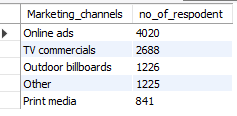 Marketing_channels no_of_respodent
Online ads 4020
TV commercials 2688
Outdoor billboards 1226
Other 1225
Print media 841